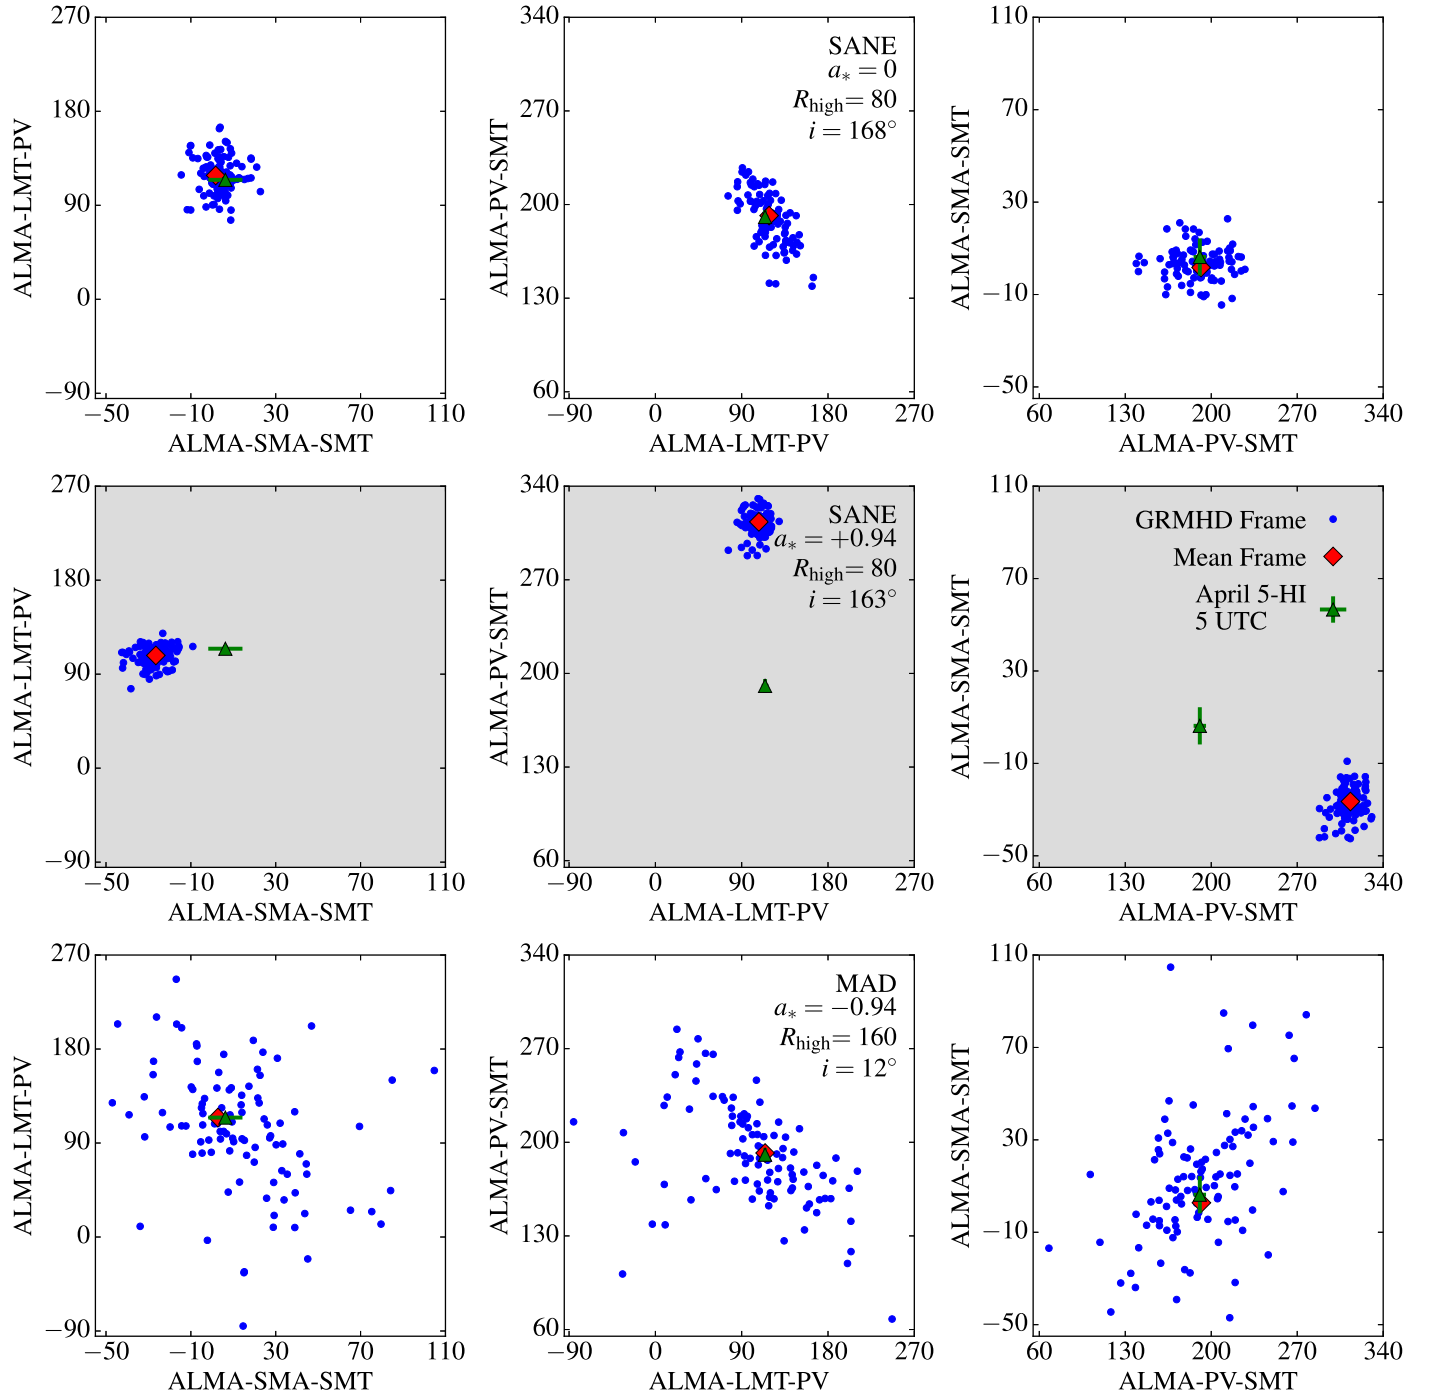 270
180
90
0
−90
ALMA-LMT-PV
−50 −10 30 70 110
ALMA-SMA-SMT
340
270
200
130
60
ALMA-PV-SMT
SANE
a* = 0
Rhigh= 80
i = 168°
−90 0 90 180 270
ALMA-LMT-PV
110
70
30
−10
−50
ALMA-SMA-SMT
60 130 200 270 340
ALMA-PV-SMT
270
180
90
0
−90
ALMA-LMT-PV
−50 −10 30 70 110
ALMA-SMA-SMT
340
270
200
130
60
ALMA-PV-SMT
SANE
a* = +0.94
Rhigh= 80
i = 163°
−90 0 90 180 270
ALMA-LMT-PV
110
70
30
−10
−50
ALMA-SMA-SMT
GRMHD Frame
Mean Frame
April 5-HI
5 UTC
60 130 200 270 340
ALMA-PV-SMT
270
180
90
0
−90
ALMA-LMT-PV
−50 −10 30 70 110
ALMA-SMA-SMT
340
270
200
130
60
ALMA-PV-SMT
MAD
a* = −0.94
Rhigh= 160
i = 12°
−90 0 90 180 270
ALMA-LMT-PV
110
70
30
−10
−50
ALMA-SMA-SMT
60 130 200 270 340
ALMA-PV-SMT